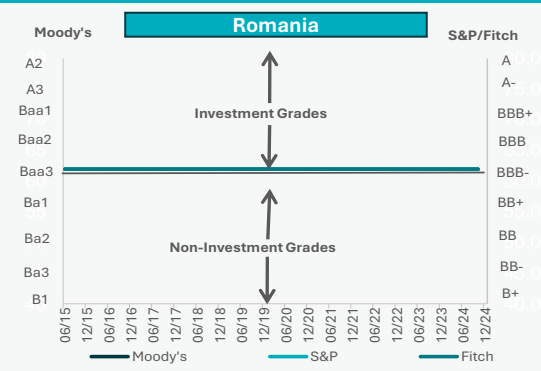 Romania
Moody's
S&P/Fitch
A2
A3
Baa1
Baa2
Baa3
Ba1
Ba2
Ba3
B1
Investment Grades
Non-Investment Grades
A
A-
BBB+
BBB
BBB-
BB+
BB
BB-
B+
06/15
12/15
06/16
12/16
06/17
12/17
06/18
12/18
06/19
12/19
06/20
12/20
06/21
12/21
06/22
12/22
06/23
12/23
06/24
12/24
Moody's S&P Fitch